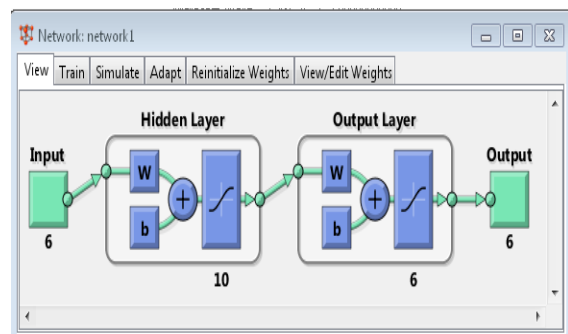 Network: network1
View Train Simulate Adapt Reinitialize Weights View/Edit Weights
Hidden Layer Output Layer
Input Output
W W
+ +
b b
6 10 6 6